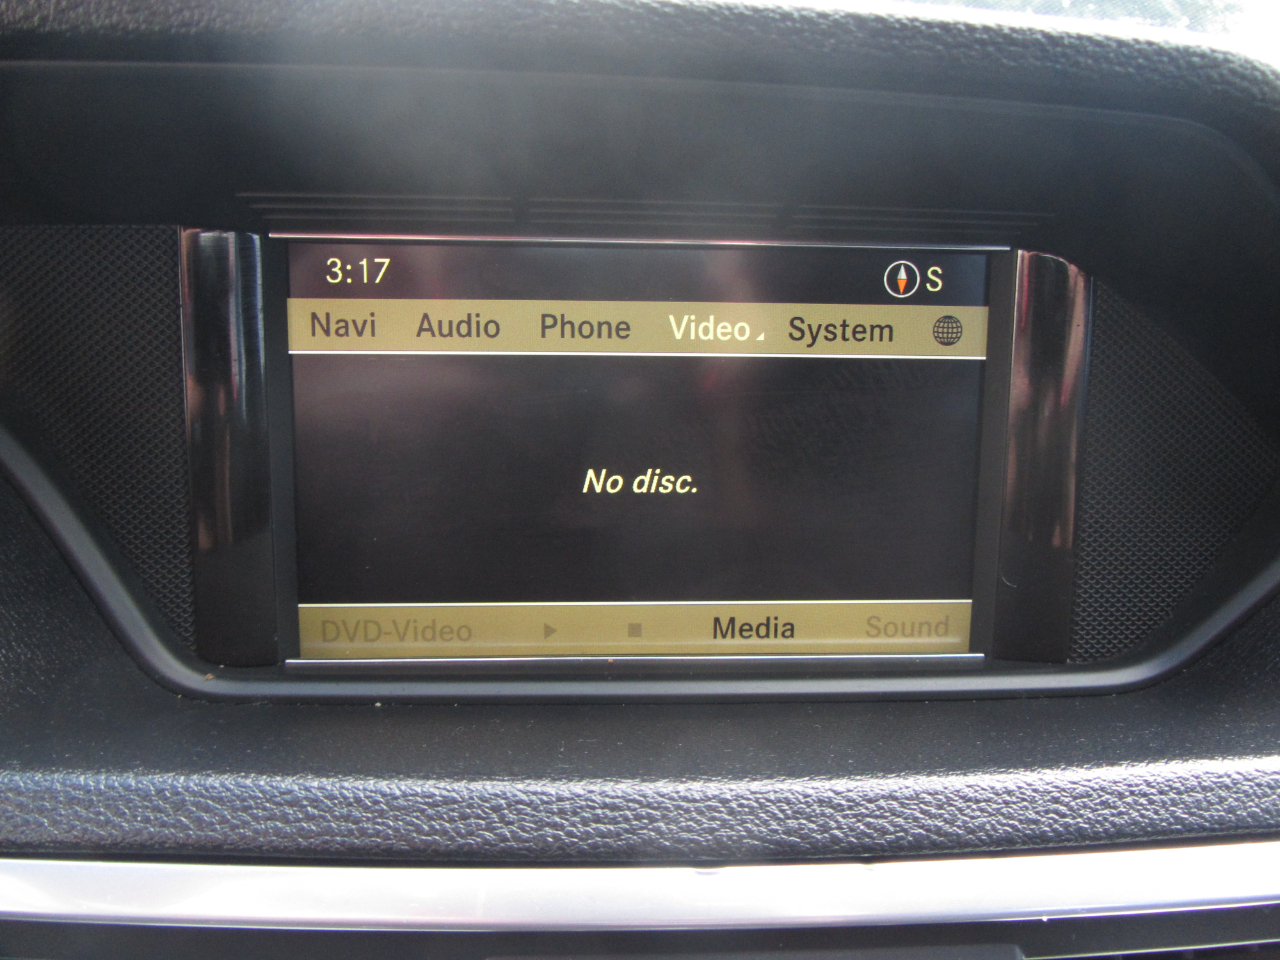 3:17 S
Navi Audio Phone Video System
No disc.
DVD-Video Media Sound